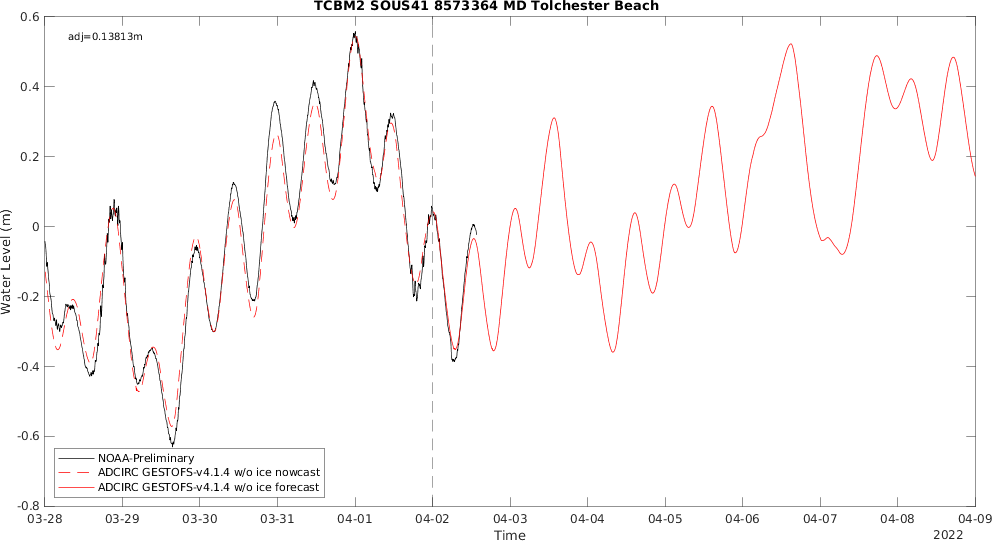 TCBM2 SOUS41 8573364 MD Tolchester Beach
adj=0.13813m
0.6
0.4
0.2
0
-0.2
-0.4
-0.6
-0.8
Water Level (m)
NOAA-Preliminary
ADCIRC GESTOFS-v4.1.4 w/o ice nowcast
ADCIRC GESTOFS-v4.1.4 w/o ice forecast
03-28 03-29 03-30 03-31 04-01 04-02 04-03 04-04 04-05 04-06 04-07 04-08 04-09
Time
2022